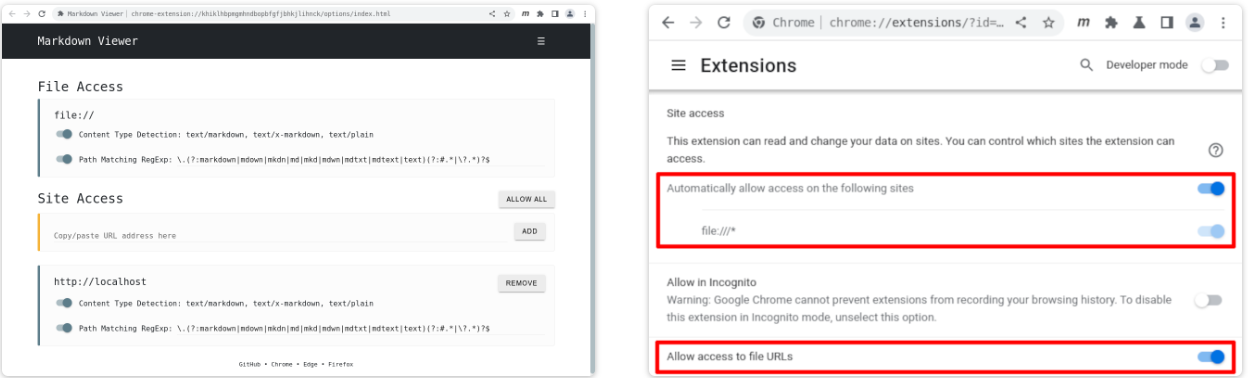 Markdown Viewer | chrome-extension://khiklhbpmgmhndbopbfgfjbhkjlihnck/options/index.html
Markdown Viewer
File Access
file://
Content Type Detection: text/markdown, text/x-markdown, text/plain
Path Matching RegExp: \.(?:markdown|mdown|mkdn|md|mkd|mdwn|mdtxt|mdtext|text)(?:#.*|\?.*)?$
Site Access
ALLOW ALL
Copy/paste URL address here
ADD
http://localhost
REMOVE
Content Type Detection: text/markdown, text/x-markdown, text/plain
Path Matching RegExp: \.(?:markdown|mdown|mkdn|md|mkd|mdwn|mdtxt|mdtext|text)(?:#.*|\?.*)?$
GitHub • Chrome • Edge • Firefox
Chrome | chrome://extensions/?id=…
m
Extensions
Developer mode
Site access
This extension can read and change your data on sites. You can control which sites the extension can
access.
Automatically allow access on the following sites
file:///*
Allow in Incognito
Warning: Google Chrome cannot prevent extensions from recording your browsing history. To disable
this extension in Incognito mode, unselect this option.
Allow access to file URLs